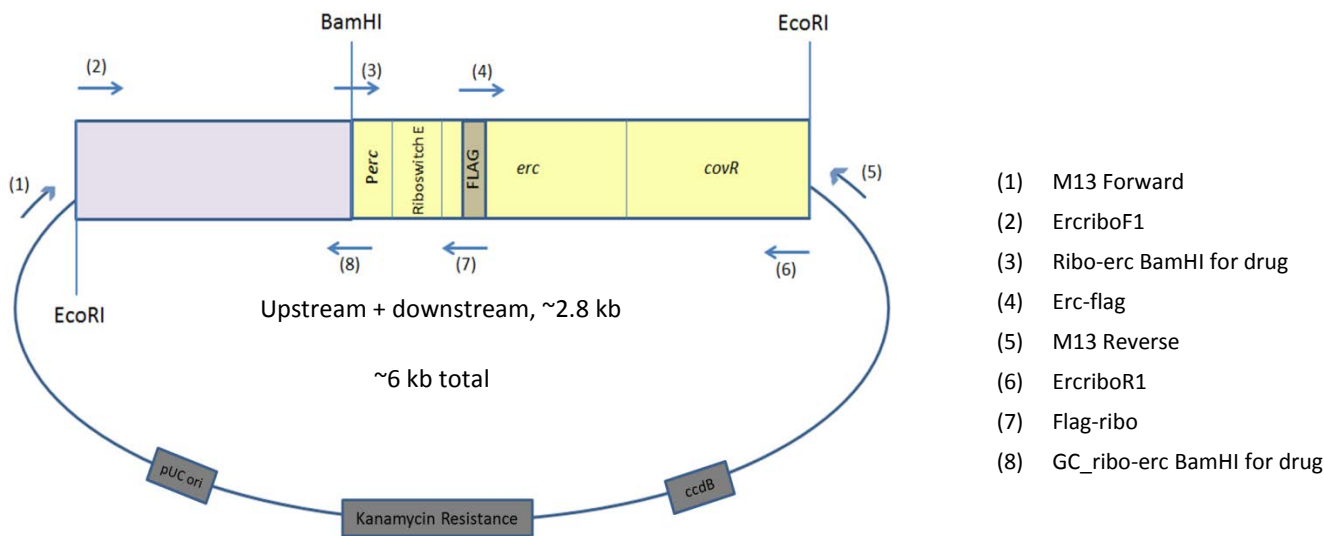 BamHI
EcoRI
(2)
(3)
(4)
(1)
(5)
Perc
Riboswitch E
FLAG
erc
covR
(8)
(7)
(6)
EcoRI
Upstream + downstream, ~2.8 kb
~6 kb total
pUC ori
Kanamycin Resistance
ccdB
(1) M13 Forward
(2) ErcriboF1
(3) Ribo-erc BamHI for drug
(4) Erc-flag
(5) M13 Reverse
(6) ErcriboR1
(7) Flag-ribo
(8) GC_ribo-erc BamHI for drug